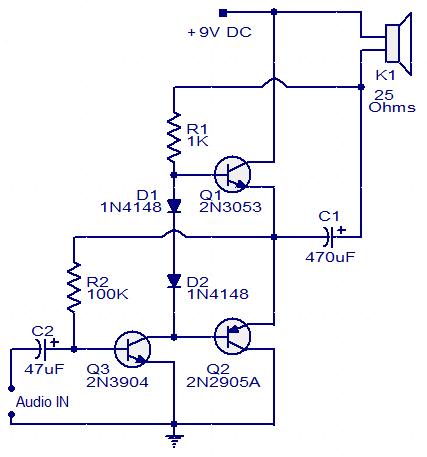 +9V DC
K1
25
Ohms
R1
1K
D1
1N4148
Q1
2N3053
C1
+
470uF
R2
100K
D2
1N4148
C2
+
47uF
Q3
2N3904
Q2
2N2905A
Audio IN